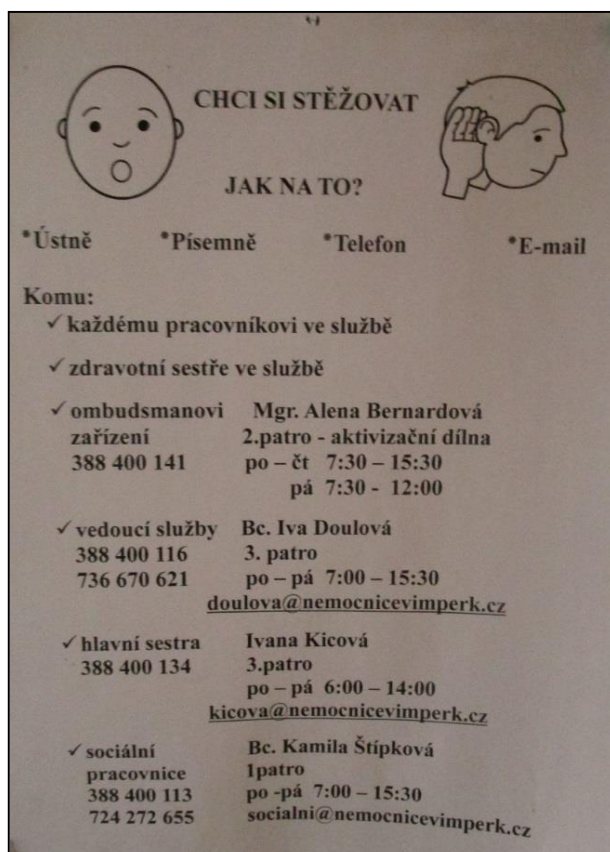 CHCI SI STĚŽOVAT
JAK NA TO?
*Ústně *Písemně *Telefon *E-mail
Komu:
✓ každému pracovníkovi ve službě
✓ zdravotní sestře ve službě
✓ ombudsmanovi Mgr. Alena Bernardová
zařízení 2.patro - aktivizační dílna
388 400 141 po – čt 7:30 – 15:30
pá 7:30 - 12:00
✓ vedoucí služby Bc. Iva Doulová
388 400 116 3. patro
736 670 621 po – pá 7:00 – 15:30
doulova@nemocnicevimperk.cz
✓ hlavní sestra Ivana Kicová
388 400 134 3.patro
po – pá 6:00 – 14:00
kicova@nemocnicevimperk.cz
✓ sociální Bc. Kamila Štípková
pracovnice 1patro
388 400 113 po -pá 7:00 – 15:30
724 272 655 socialni@nemocnicevimperk.cz